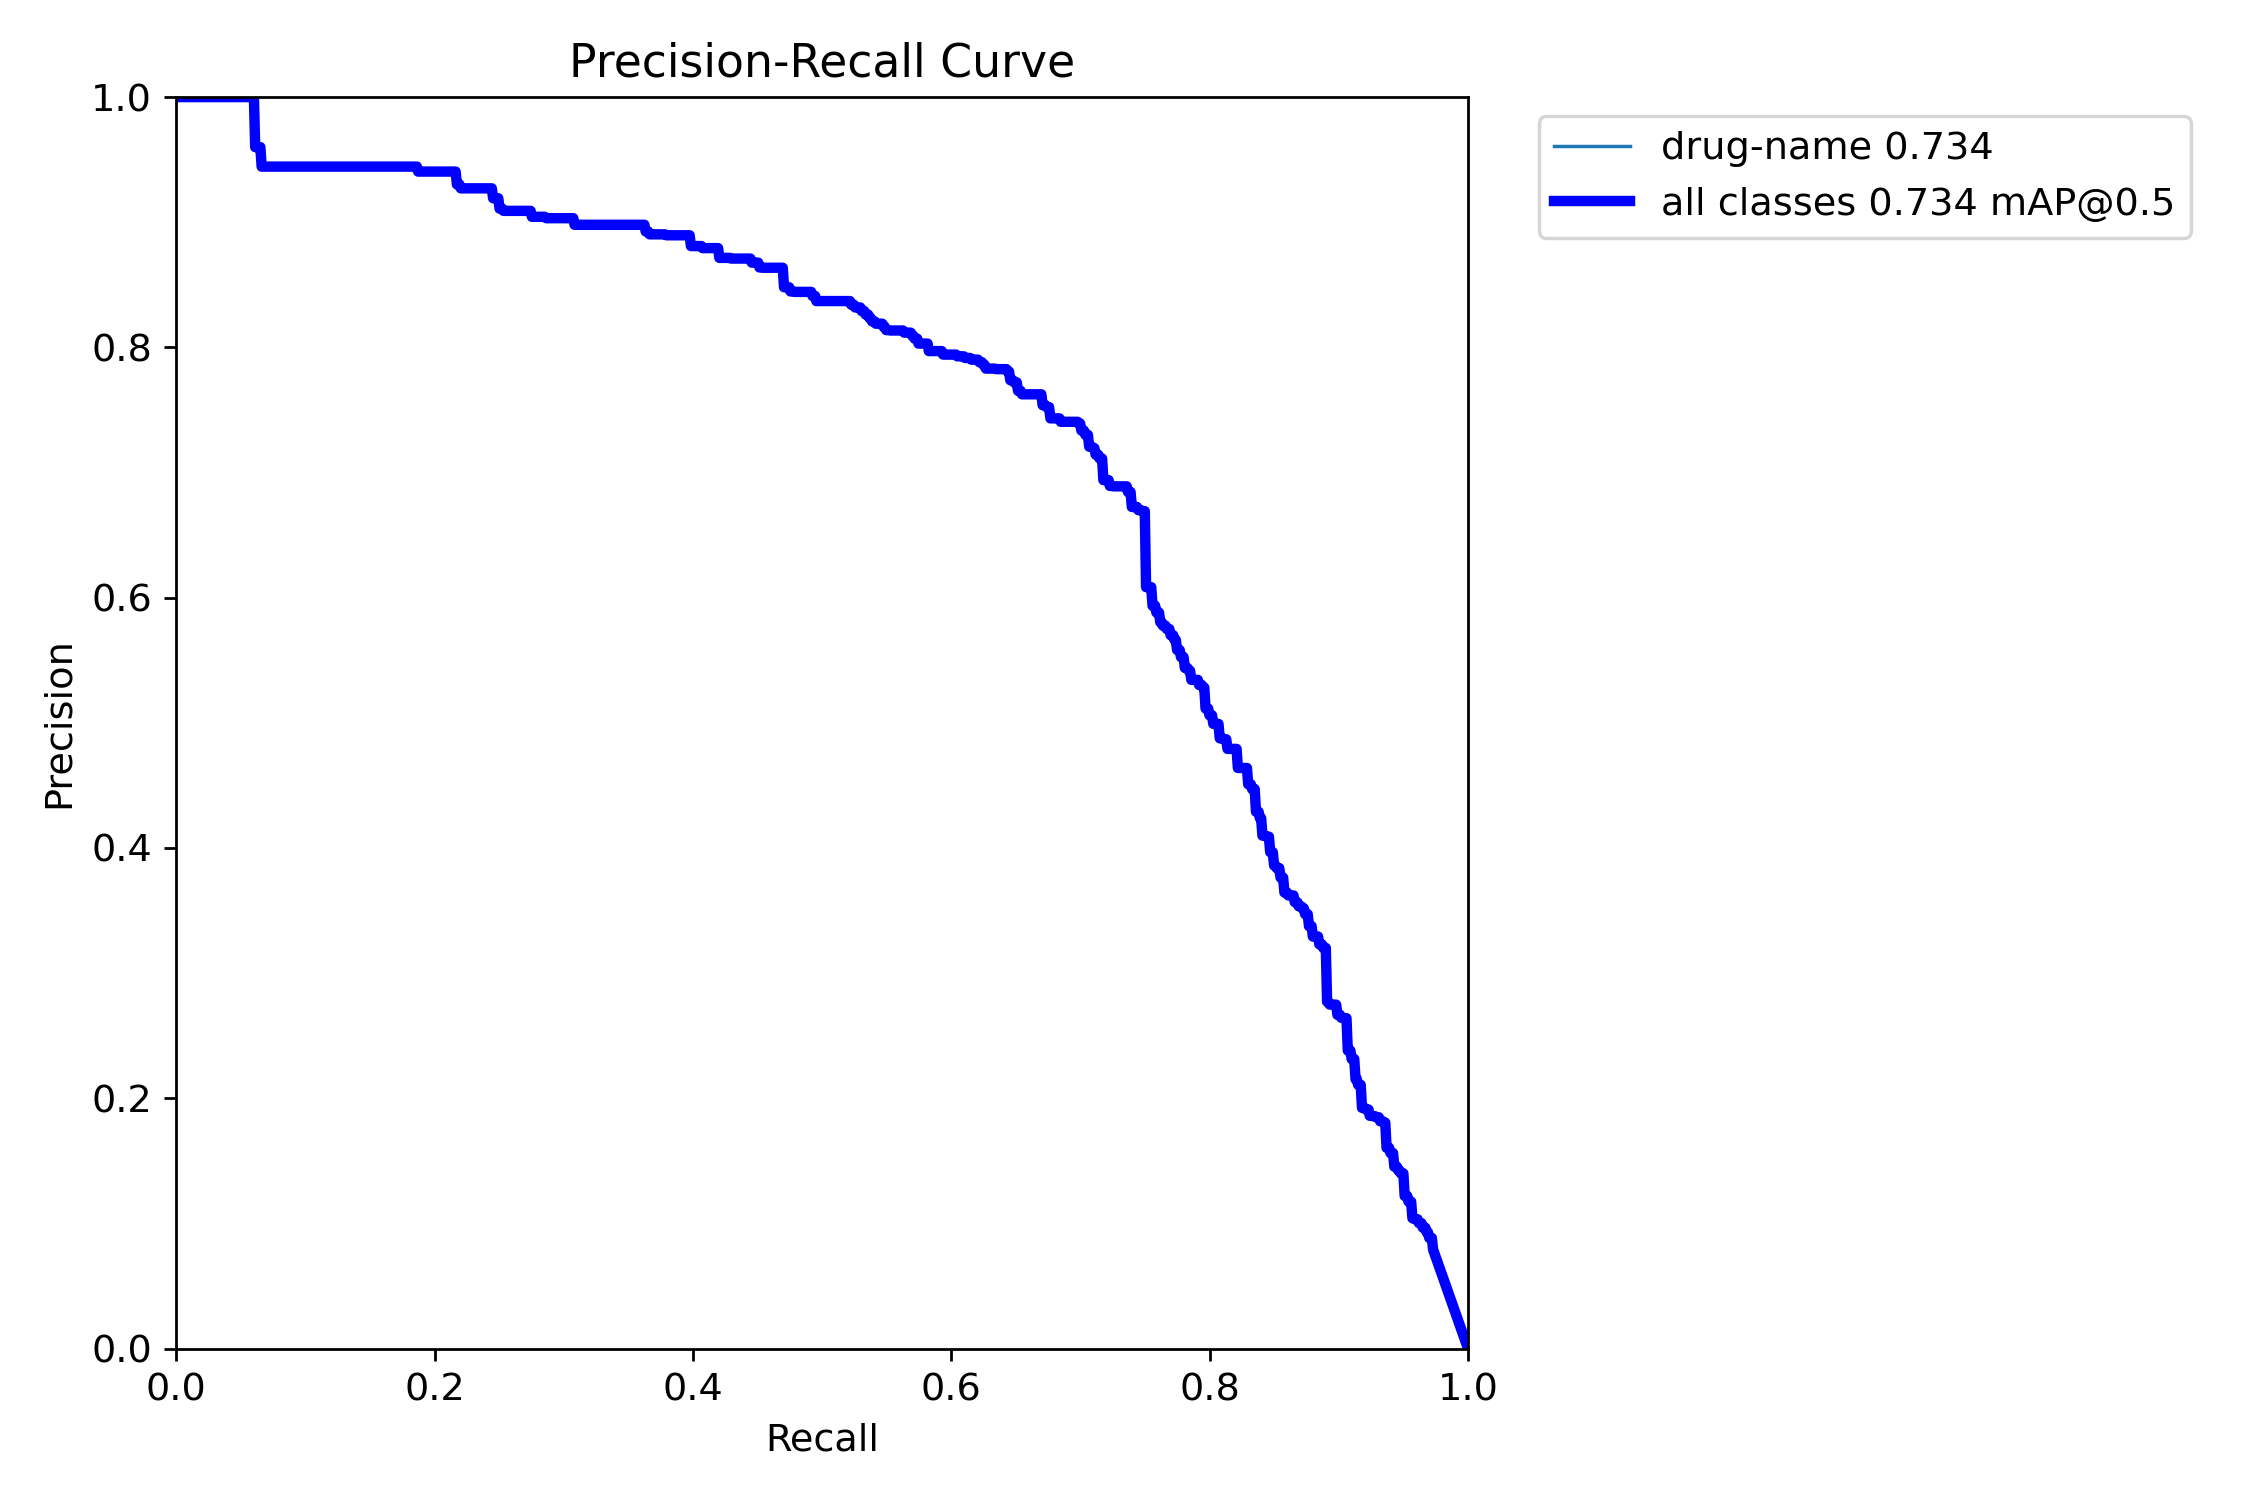 Precision-Recall Curve
1.0
0.8
0.6
0.4
0.2
0.0
Precision
0.0 0.2 0.4 0.6 0.8 1.0
Recall
drug-name 0.734
all classes 0.734 mAP@0.5